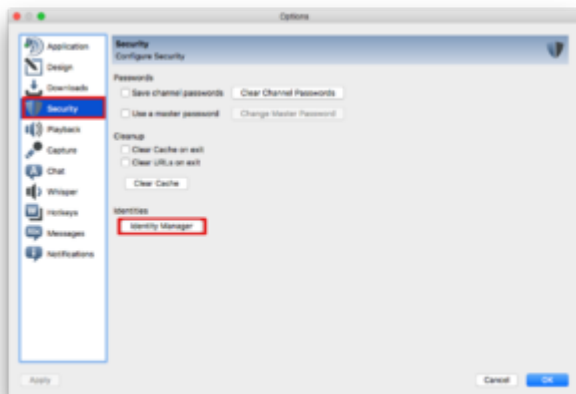 Options
Application
Design
Downloads
Security
Playback
Capture
Chat
Whisper
Hotkeys
Messages
Notifications
Security
Configure Security
Passwords
Save channel passwords
Clear Channel Passwords
Use a master password
Change Master Password
Cleanup
Clear Cache on exit
Clear URLs on exit
Clear Cache
Identities
Identity Manager
Apply
Cancel
OK